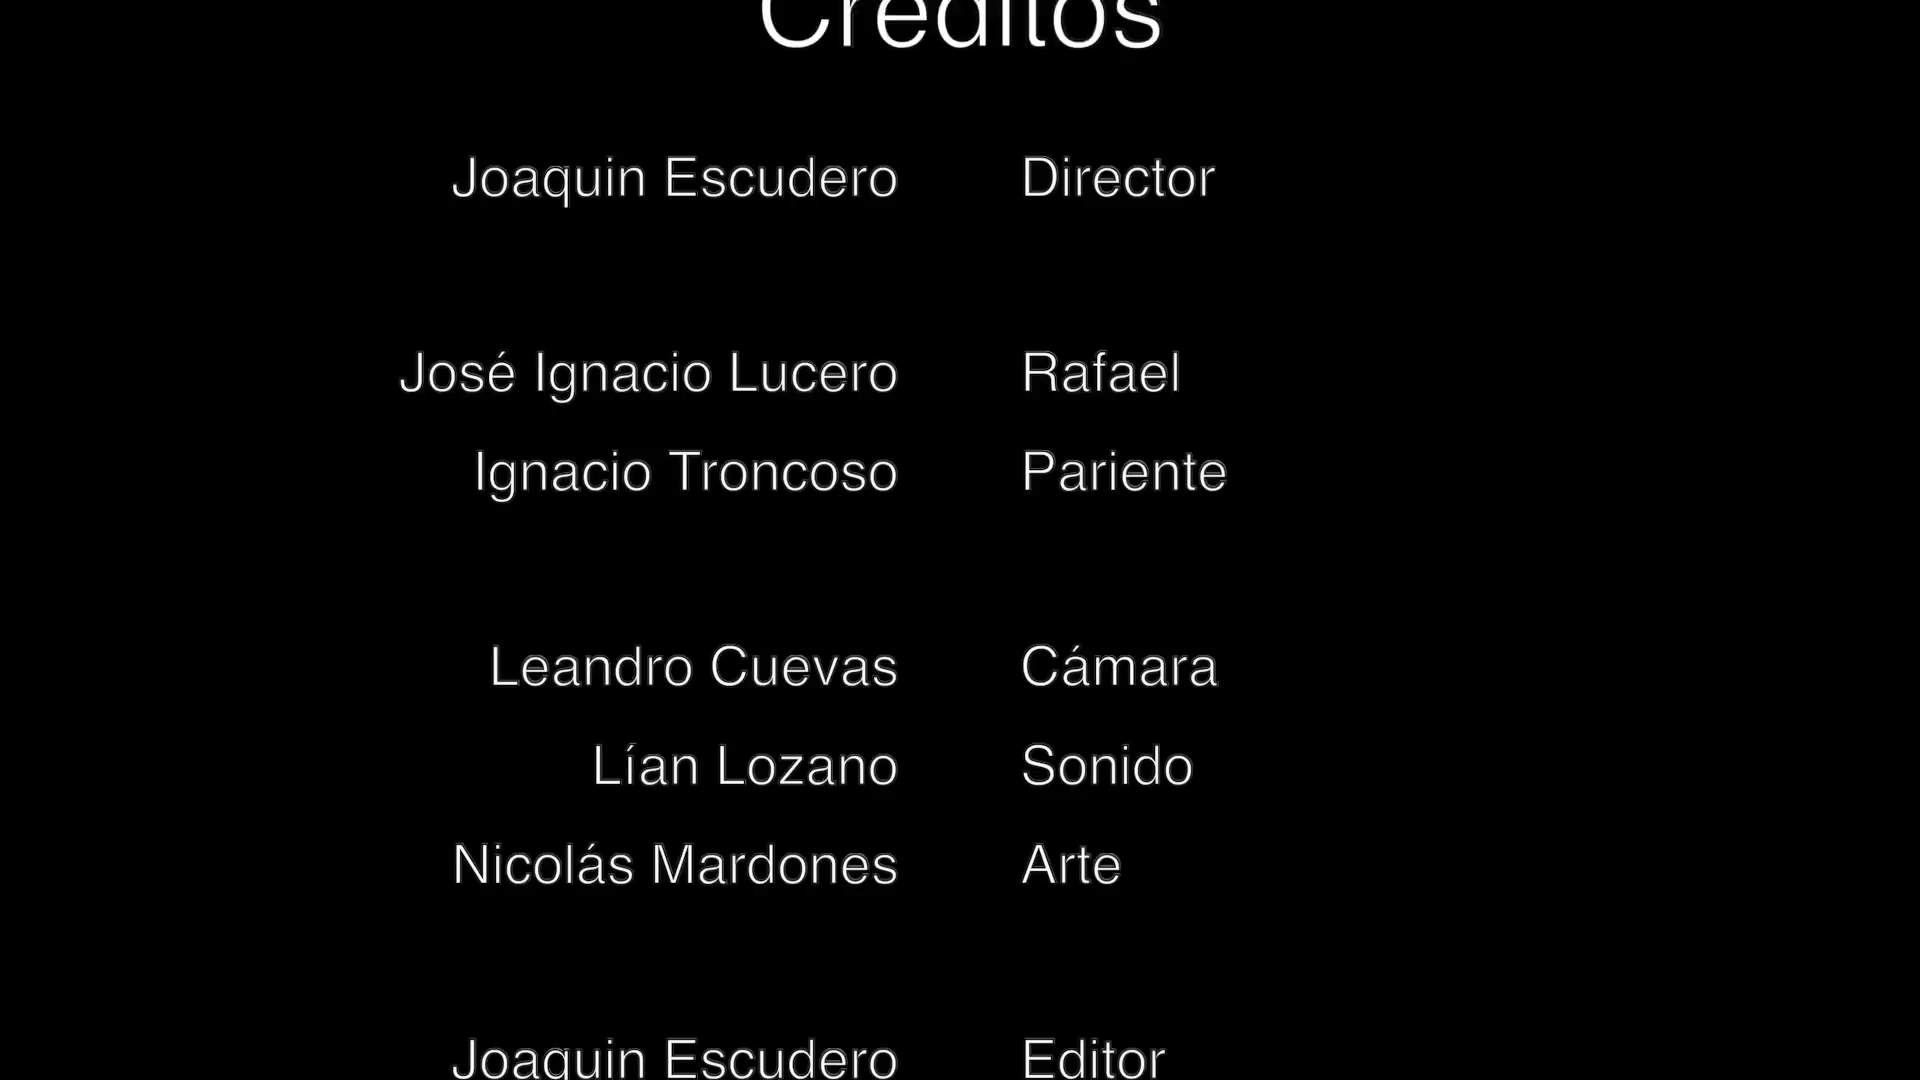 Créditos
Joaquin Escudero Director
José Ignacio Lucero Rafael
Ignacio Troncoso Pariente
Leandro Cuevas Cámara
Lían Lozano Sonido
Nicolás Mardones Arte
Joaquin Escudero Editor